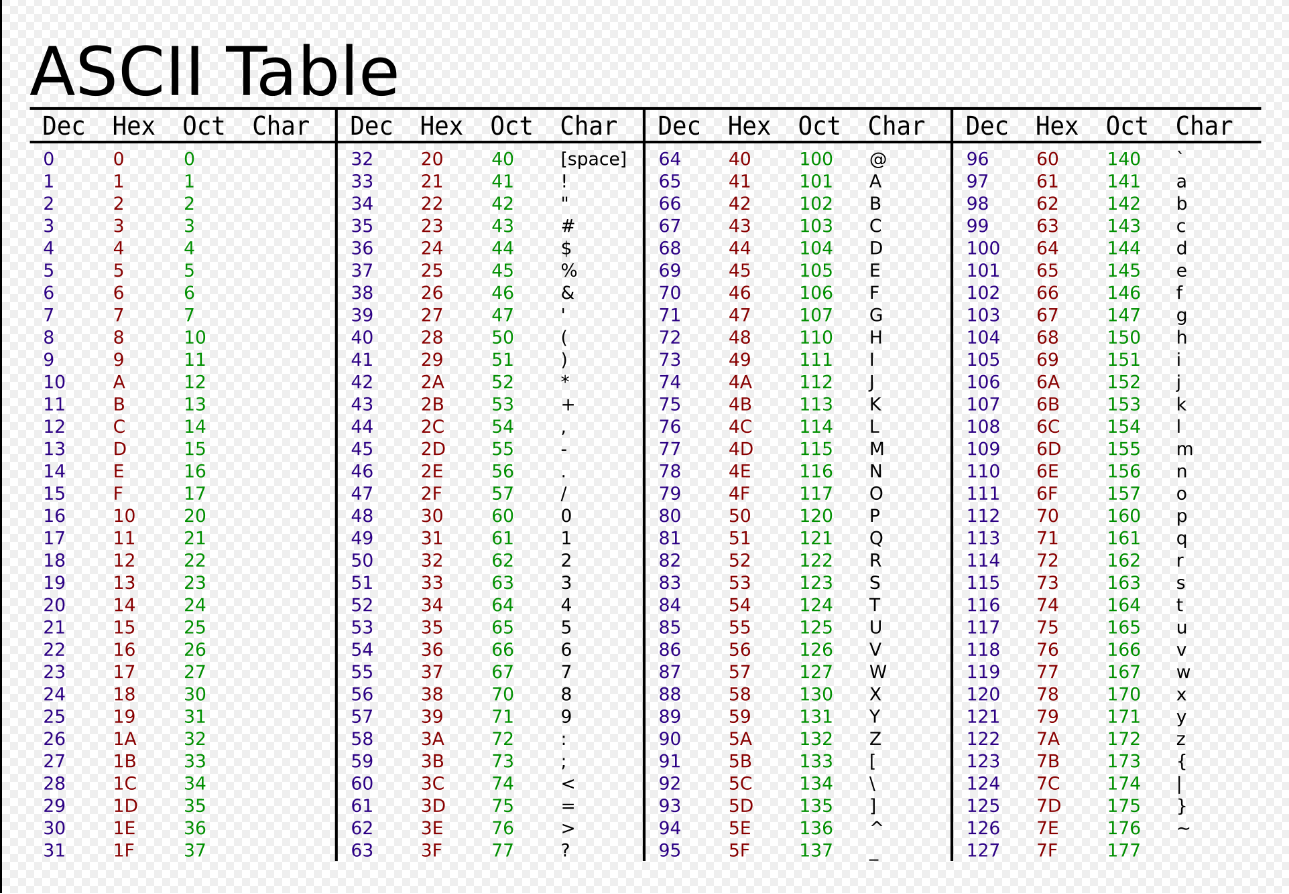 ASCII Table
Dec Hex Oct Char Dec Hex Oct Char Dec Hex Oct Char Dec Hex Oct Char
0 0 0 32 20 40 [space] 64 40 100 @ 96 60 140 `
1 1 1 33 21 41 ! 65 41 101 A 97 61 141 a
2 2 2 34 22 42 " 66 42 102 B 98 62 142 b
3 3 3 35 23 43 # 67 43 103 C 99 63 143 c
4 4 4 36 24 44 $ 68 44 104 D 100 64 144 d
5 5 5 37 25 45 % 69 45 105 E 101 65 145 e
6 6 6 38 26 46 & 70 46 106 F 102 66 146 f
7 7 7 39 27 47 ' 71 47 107 G 103 67 147 g
8 8 10 40 28 50 ( 72 48 110 H 104 68 150 h
9 9 11 41 29 51 ) 73 49 111 I 105 69 151 i
10 A 12 42 2A 52 * 74 4A 112 J 106 6A 152 j
11 B 13 43 2B 53 + 75 4B 113 K 107 6B 153 k
12 C 14 44 2C 54 , 76 4C 114 L 108 6C 154 l
13 D 15 45 2D 55 - 77 4D 115 M 109 6D 155 m
14 E 16 46 2E 56 . 78 4E 116 N 110 6E 156 n
15 F 17 47 2F 57 / 79 4F 117 O 111 6F 157 o
16 10 20 48 30 60 0 80 50 120 P 112 70 160 p
17 11 21 49 31 61 1 81 51 121 Q 113 71 161 q
18 12 22 50 32 62 2 82 52 122 R 114 72 162 r
19 13 23 51 33 63 3 83 53 123 S 115 73 163 s
20 14 24 52 34 64 4 84 54 124 T 116 74 164 t
21 15 25 53 35 65 5 85 55 125 U 117 75 165 u
22 16 26 54 36 66 6 86 56 126 V 118 76 166 v
23 17 27 55 37 67 7 87 57 127 W 119 77 167 w
24 18 30 56 38 70 8 88 58 130 X 120 78 170 x
25 19 31 57 39 71 9 89 59 131 Y 121 79 171 y
26 1A 32 58 3A 72 : 90 5A 132 Z 122 7A 172 z
27 1B 33 59 3B 73 ; 91 5B 133 [ 123 7B 173 {
28 1C 34 60 3C 74 < 92 5C 134 \ 124 7C 174 |
29 1D 35 61 3D 75 = 93 5D 135 ] 125 7D 175 }
30 1E 36 62 3E 76 > 94 5E 136 ^ 126 7E 176 ~
31 1F 37 63 3F 77 ? 95 5F 137 _ 127 7F 177